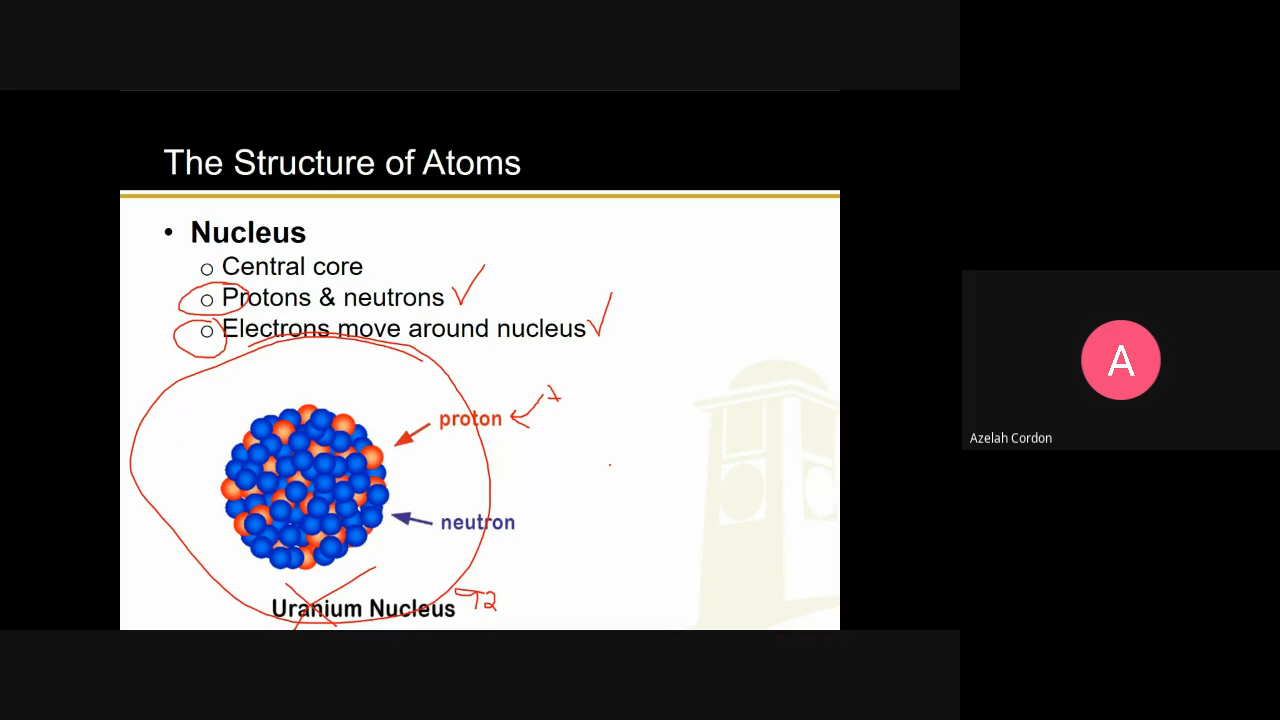 The Structure of Atoms
• Nucleus
○ Central core
○ Protons & neutrons
○ Electrons move around nucleus
proton
neutron
Uranium Nucleus
A
Azelah Cordon